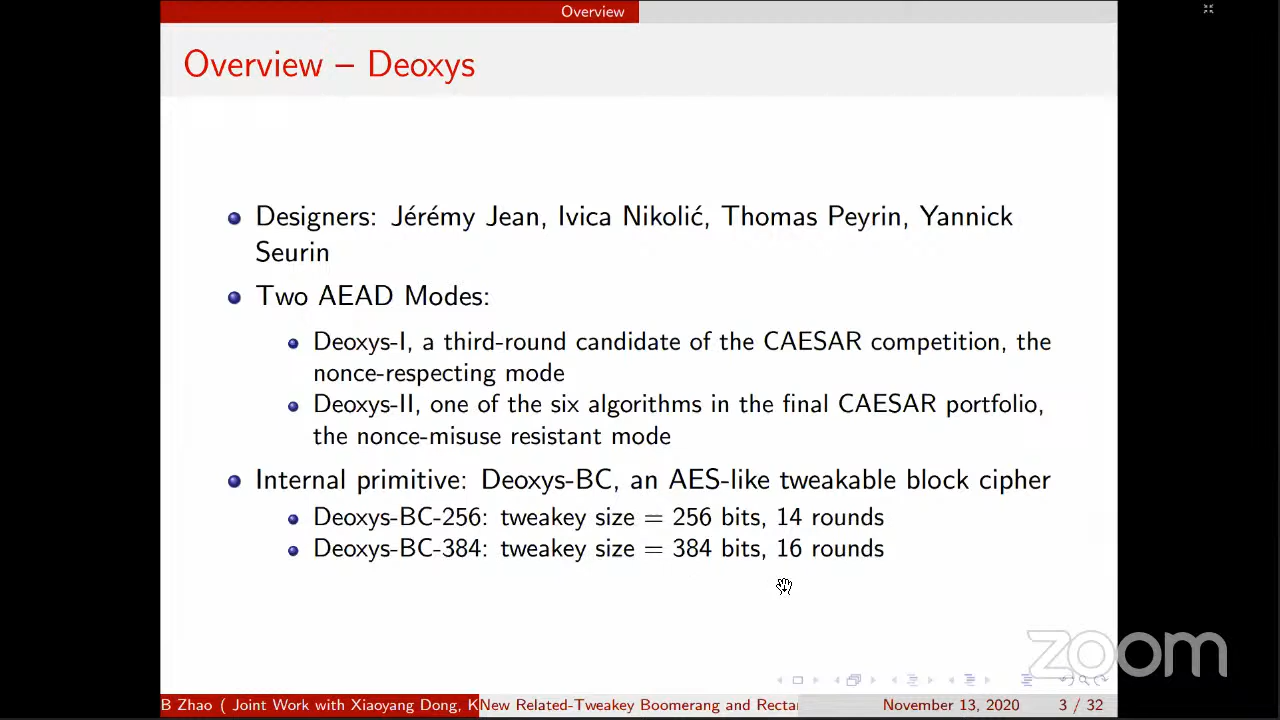 Overview
Overview – Deoxys
Designers: Jérémy Jean, Ivica Nikolić, Thomas Peyrin, Yannick
Seurin
Two AEAD Modes:
Deoxys-I, a third-round candidate of the CAESAR competition, the
nonce-respecting mode
Deoxys-II, one of the six algorithms in the final CAESAR portfolio,
the nonce-misuse resistant mode
Internal primitive: Deoxys-BC, an AES-like tweakable block cipher
Deoxys-BC-256: tweakey size = 256 bits, 14 rounds
Deoxys-BC-384: tweakey size = 384 bits, 16 rounds
zoom
B Zhao ( Joint Work with Xiaoyang Dong, K New Related-Tweakey Boomerang and Recta November 13, 2020 3 / 32